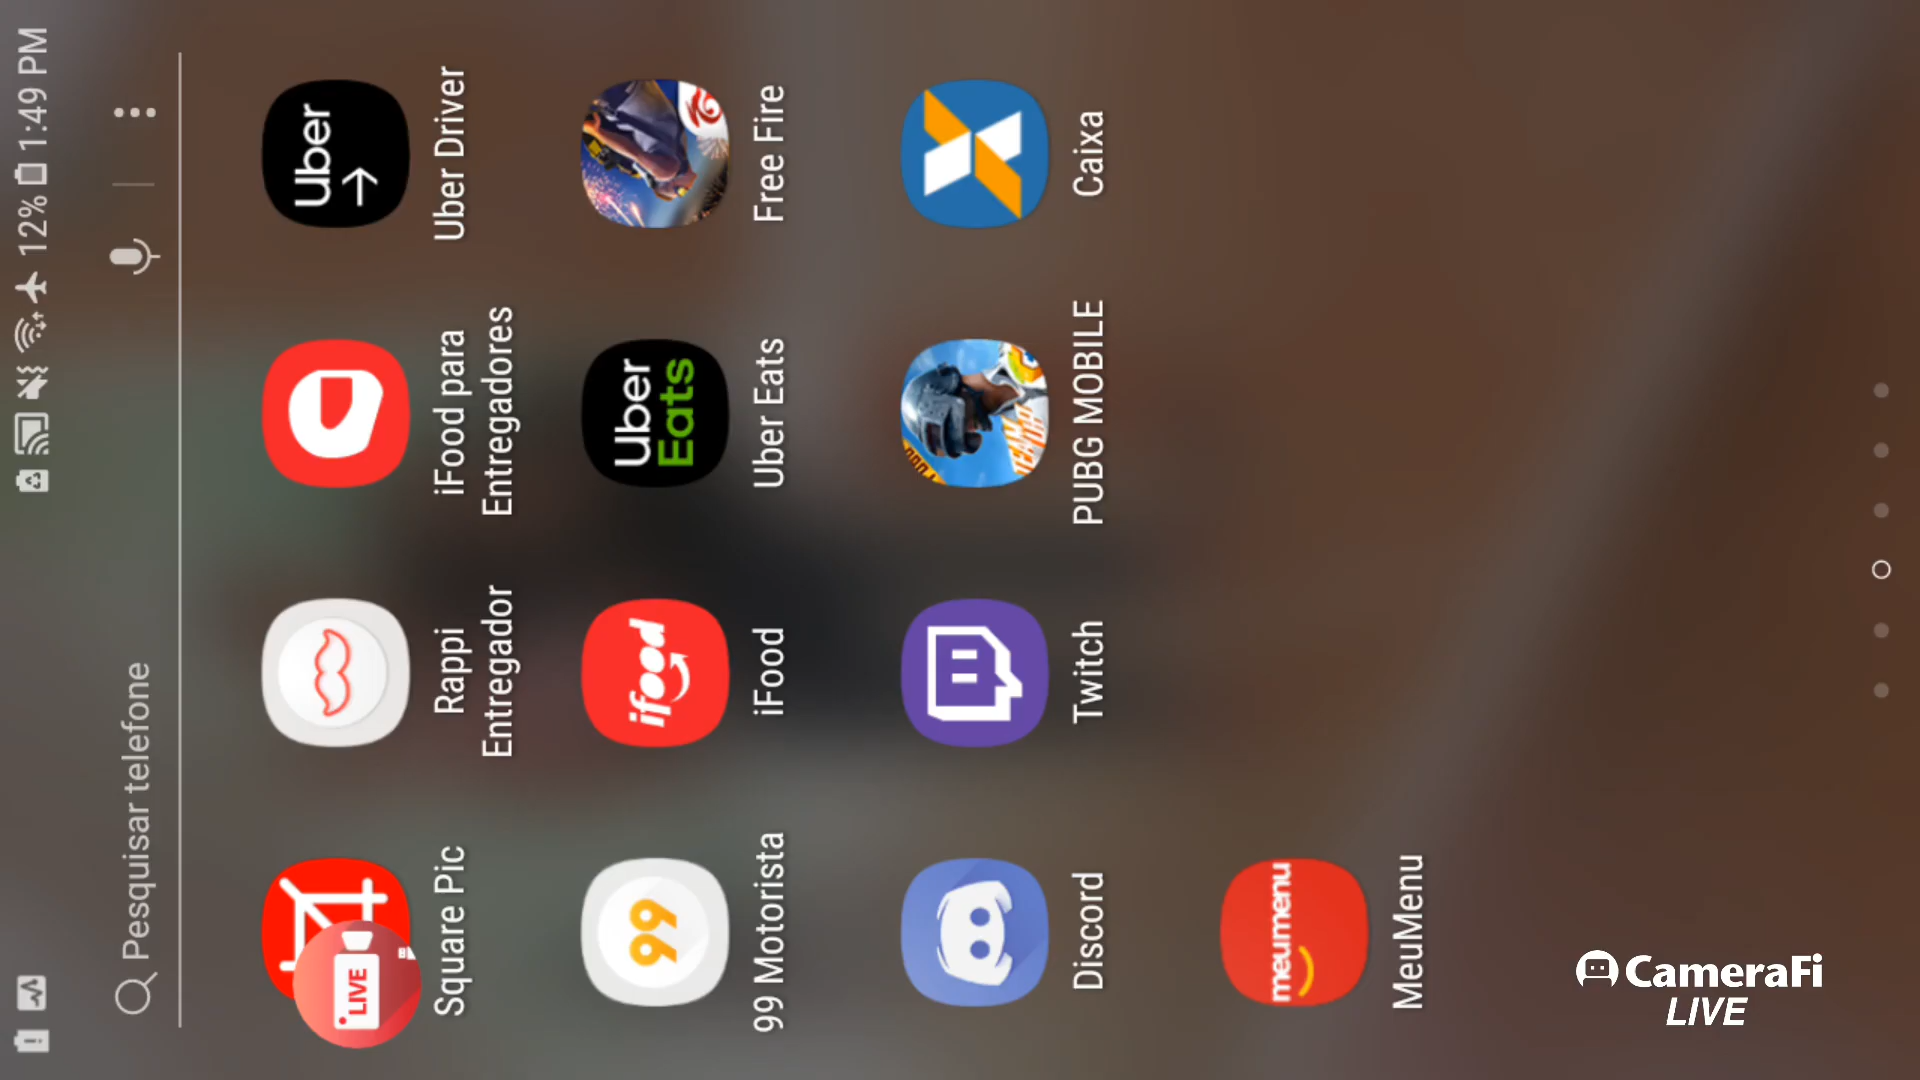 12% 1:49 PM
Pesquisar telefone
LIVE
Square Pic
Rappi
Entregador
iFood para
Entregadores
Uber
Uber Driver
99
99 Motorista
ifood
iFood
Uber
Eats
Uber Eats
Free Fire
Discord
Twitch
PUBG MOBILE
Caixa
meumenu
MeuMenu
CameraFi
LIVE